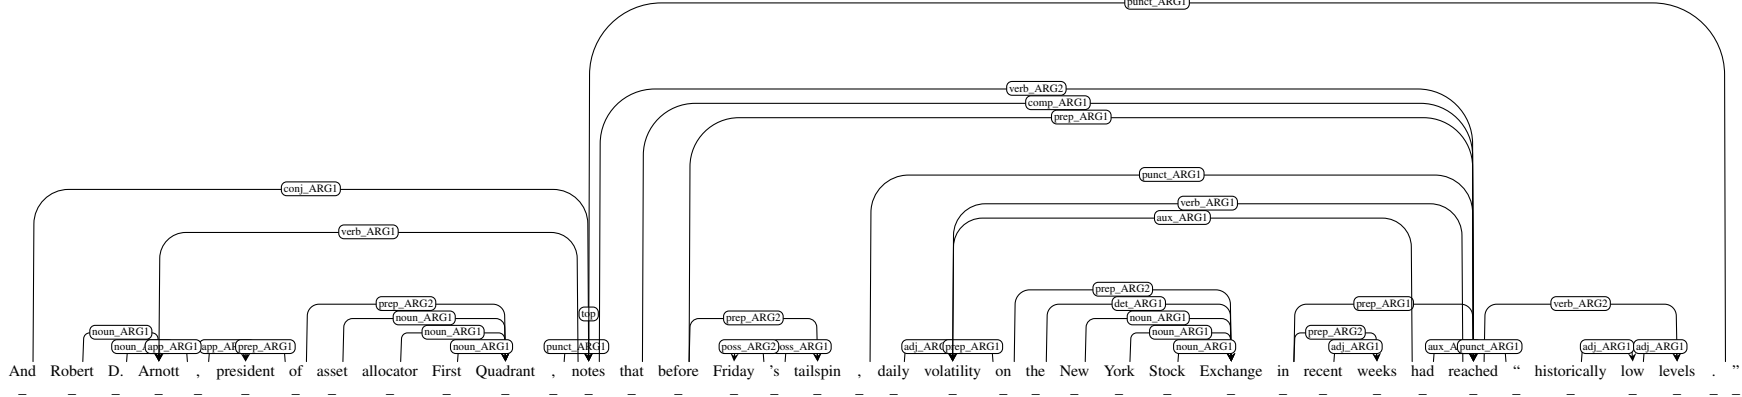 punct_ARG1
verb_ARG2
comp_ARG1
prep_ARG1
punct_ARG1
conj_ARG1
verb_ARG1
aux_ARG1
verb_ARG1
prep_ARG2
prep_ARG2 det_ARG1 prep_ARG1 verb_ARG2
top
noun_ARG1 prep_ARG2 noun_ARG1
noun_ARG1 noun_ARG1 noun_ARG1 prep_ARG2
app_ARG1 prep_ARG1 noun_ARG1 punct_ARG1 poss_ARG2 prep_ARG1 noun_ARG1 adj_ARG1 punct_ARG1 adj_ARG1 adj_ARG1
And Robert D. Arnott , president of asset allocator First Quadrant , notes that before Friday 's tailspin , daily volatility on the New York Stock Exchange in recent weeks had reached “ historically low levels . ”
_ _ _ _ _ _ _ _ _ _ _ _ _ _ _ _ _ _ _ _ _ _ _ _ _ _ _ _ _ _ _ _ _ _ _ _ _ _